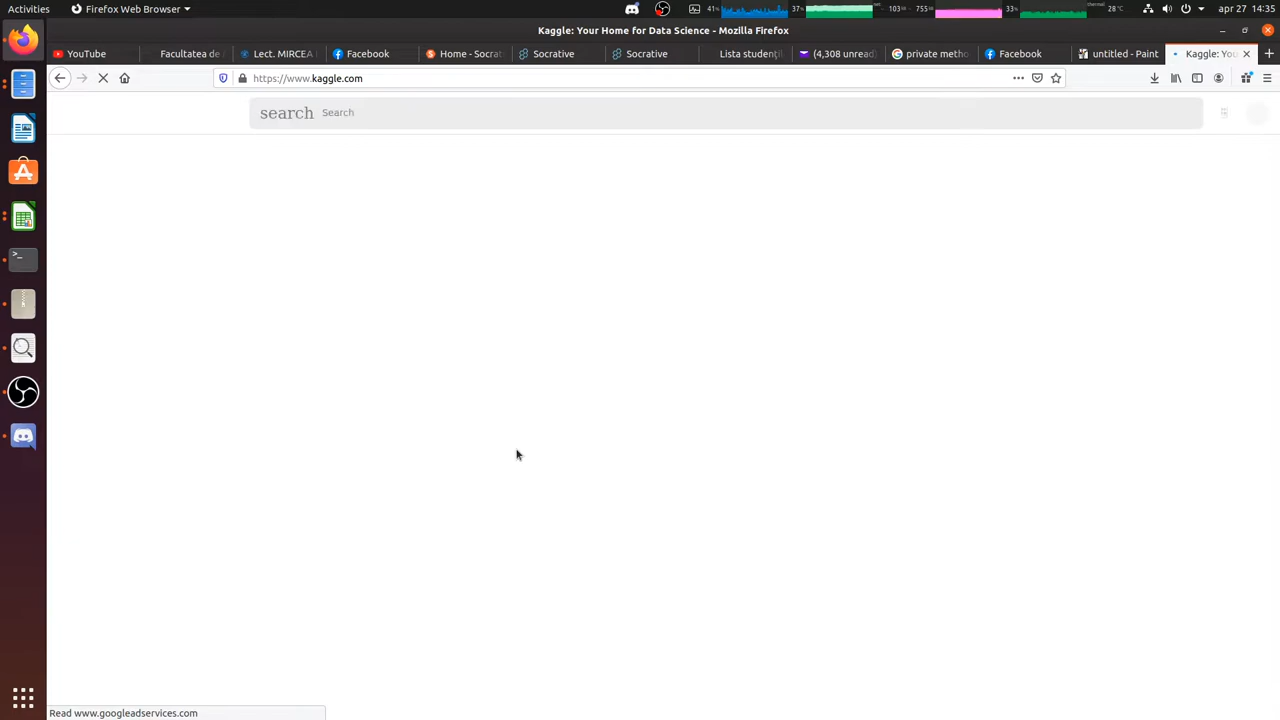 Activities Firefox Web Browser 41% 37% 103 755 33% thermal 28°C apr 27 14:35
Kaggle: Your Home for Data Science - Mozilla Firefox
YouTube Facultatea de Lect. MIRCEA Facebook Home - Socrat Socrative Socrative Lista studenți (4,308 unread) private metho Facebook untitled - Paint Kaggle: You
https://www.kaggle.com
search Search
Read www.googleadservices.com